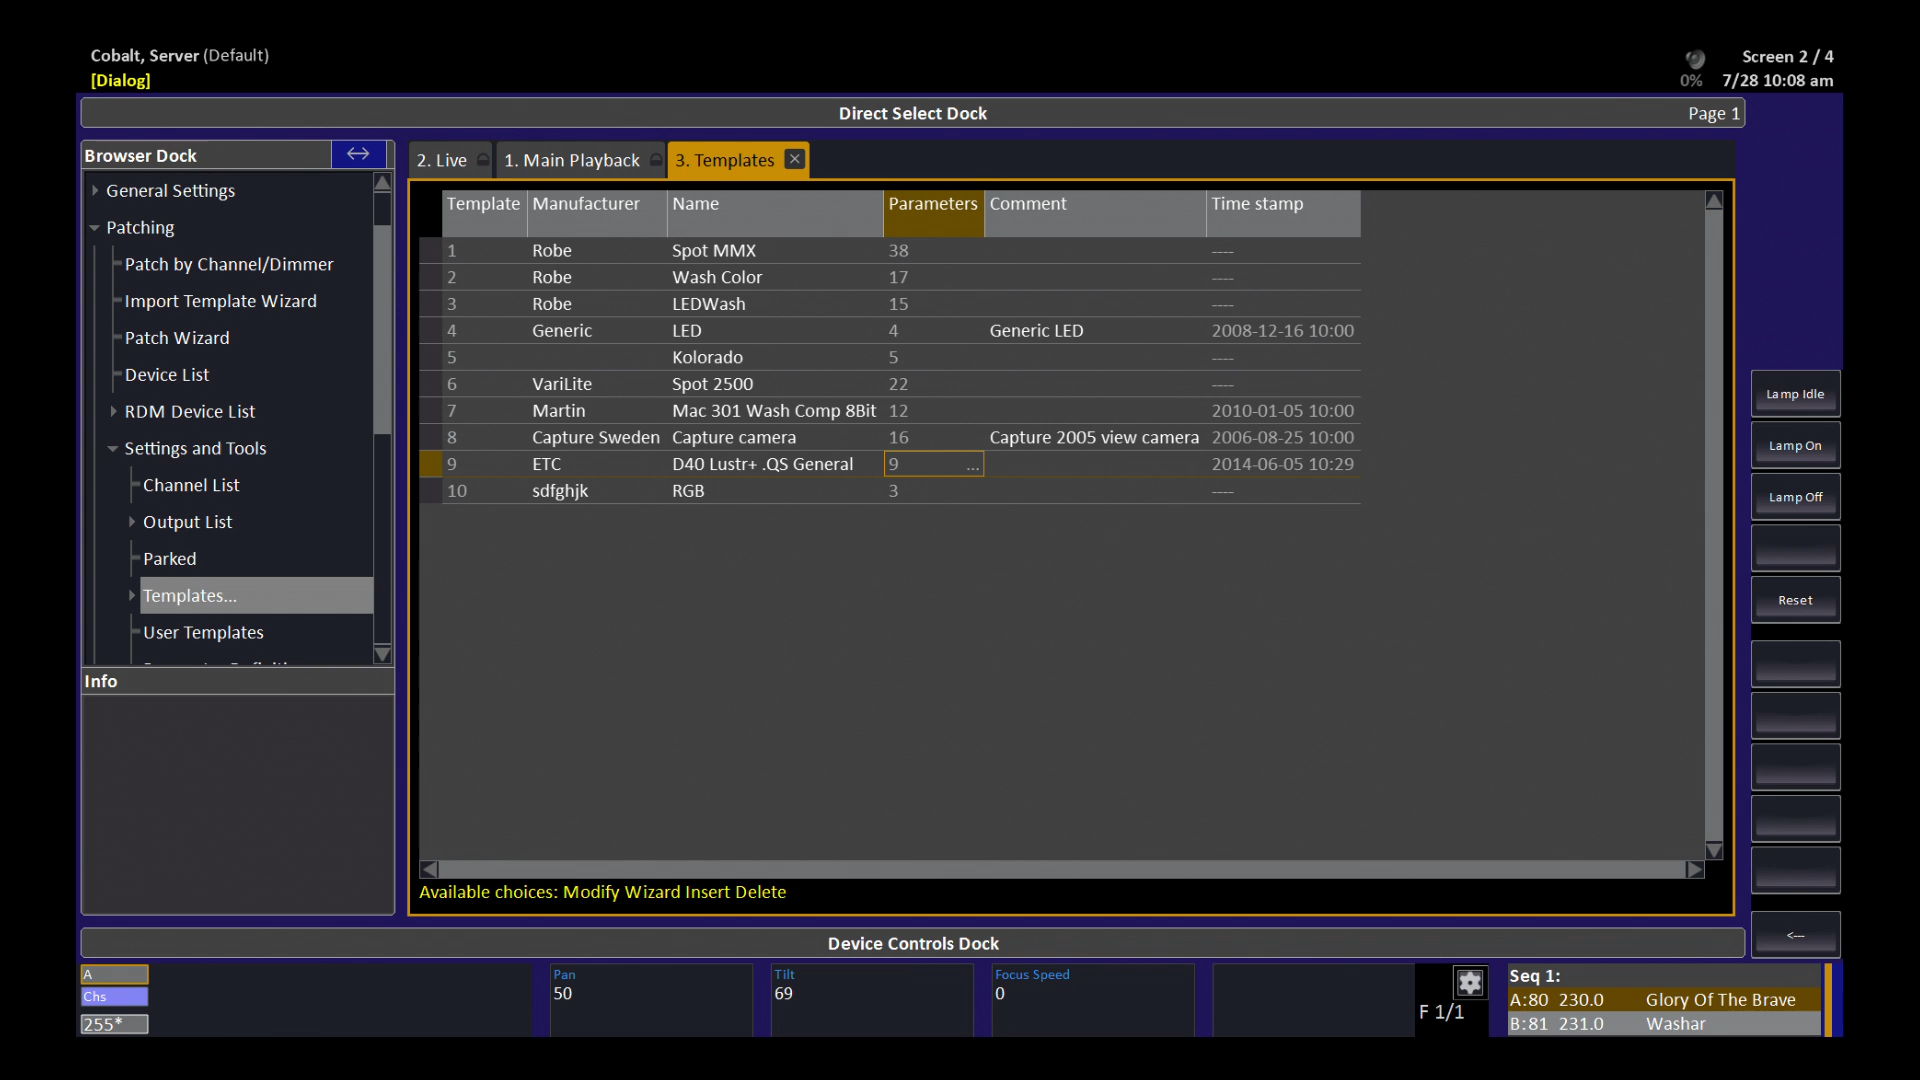 Cobalt, Server (Default)
[Dialog]
Screen 2 / 4
0% 7/28 10:08 am
Direct Select Dock
Page 1
Browser Dock
General Settings
Patching
Patch by Channel/Dimmer
Import Template Wizard
Patch Wizard
Device List
RDM Device List
Settings and Tools
Channel List
Output List
Parked
Templates...
User Templates
Info
2. Live 1. Main Playback 3. Templates
Template Manufacturer Name Parameters Comment Time stamp
1 Robe Spot MMX 38 ----
2 Robe Wash Color 17 ----
3 Robe LEDWash 15 ----
4 Generic LED 4 Generic LED 2008-12-16 10:00
5 Kolorado 5 ----
6 VariLite Spot 2500 22 ----
7 Martin Mac 301 Wash Comp 8Bit 12 2010-01-05 10:00
8 Capture Sweden Capture camera 16 Capture 2005 view camera 2006-08-25 10:00
9 ETC D40 Lustr+ .QS General 9 ... 2014-06-05 10:29
10 sdfghjk RGB 3 ----
Available choices: Modify Wizard Insert Delete
Lamp Idle
Lamp On
Lamp Off
Reset
<---
Device Controls Dock
A
Chs
255*
Pan
50
Tilt
69
Focus Speed
0
F 1/1
Seq 1:
A:80 230.0 Glory Of The Brave
B:81 231.0 Washar